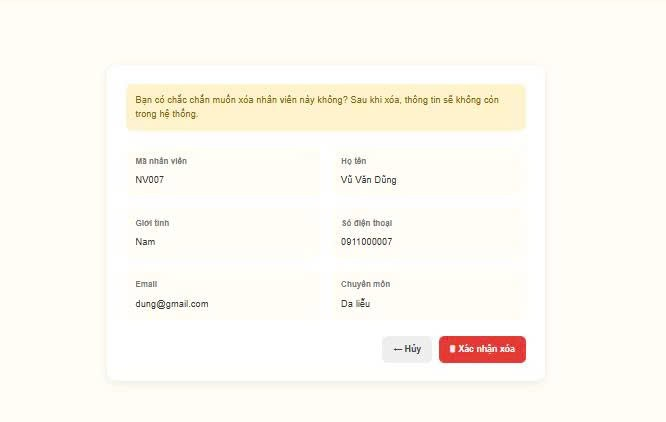 Bạn có chắc chắn muốn xóa nhân viên này không? Sau khi xóa, thông tin sẽ không còn
trong hệ thống.
Mã nhân viên
Họ tên
NV007
Vũ Văn Dũng
Giới tính
Số điện thoại
Nam
0911000007
Email
Chuyên môn
dung@gmail.com
Da liễu
← Hủy
Xác nhận xóa